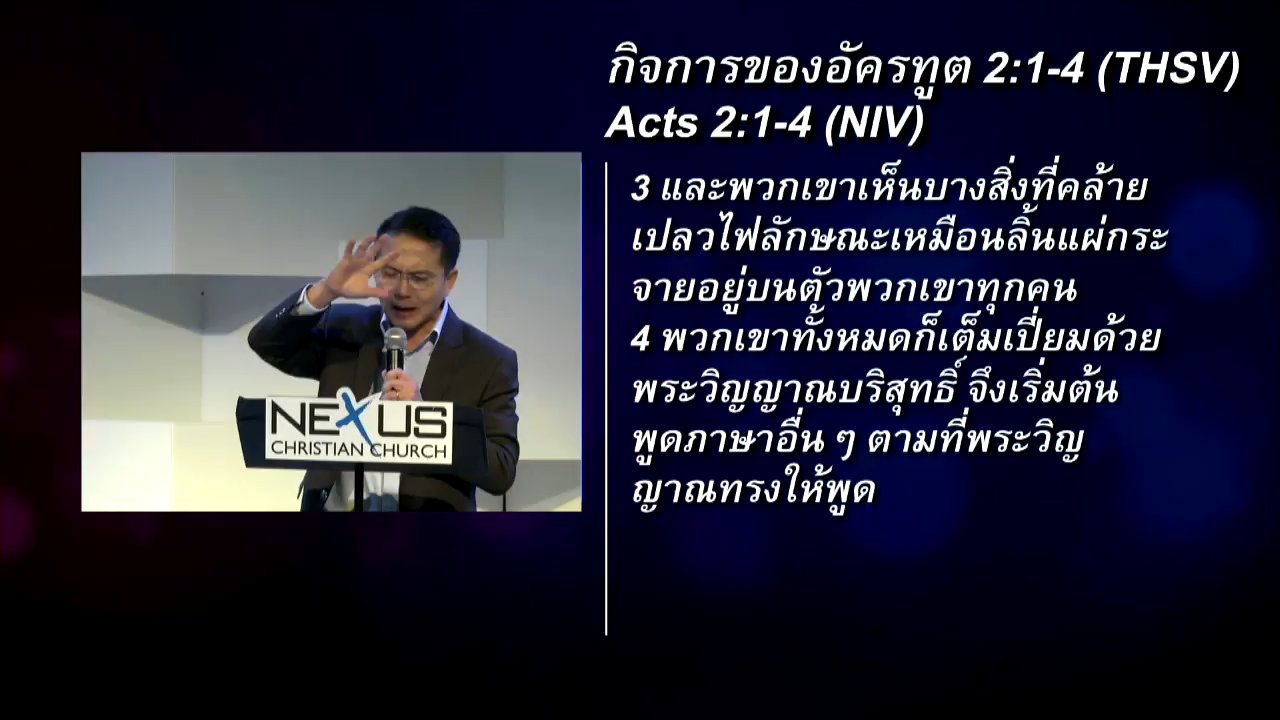 กิจการของอัครทูต 2:1-4 (THSV)
Acts 2:1-4 (NIV)
3 และพวกเขาเห็นบางสิ่งที่คล้าย
เปลวไฟลักษณะเหมือนลิ้นแผ่กระ
จายอยู่บนตัวพวกเขาทุกคน
4 พวกเขาทั้งหมดก็เต็มเปี่ยมด้วย
พระวิญญาณบริสุทธิ์ จึงเริ่มต้น
พูดภาษาอื่น ๆ ตามที่พระวิญ
ญาณทรงให้พูด
NEXUS
CHRISTIAN CHURCH